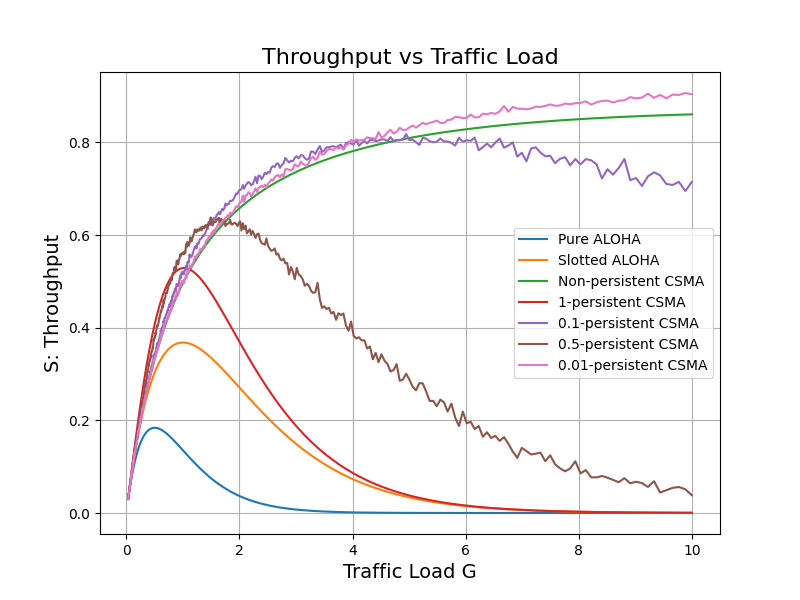 Throughput vs Traffic Load
S: Throughput
0.8
0.6
0.4
0.2
0.0
Pure ALOHA
Slotted ALOHA
Non-persistent CSMA
1-persistent CSMA
0.1-persistent CSMA
0.5-persistent CSMA
0.01-persistent CSMA
0 2 4 6 8 10
Traffic Load G